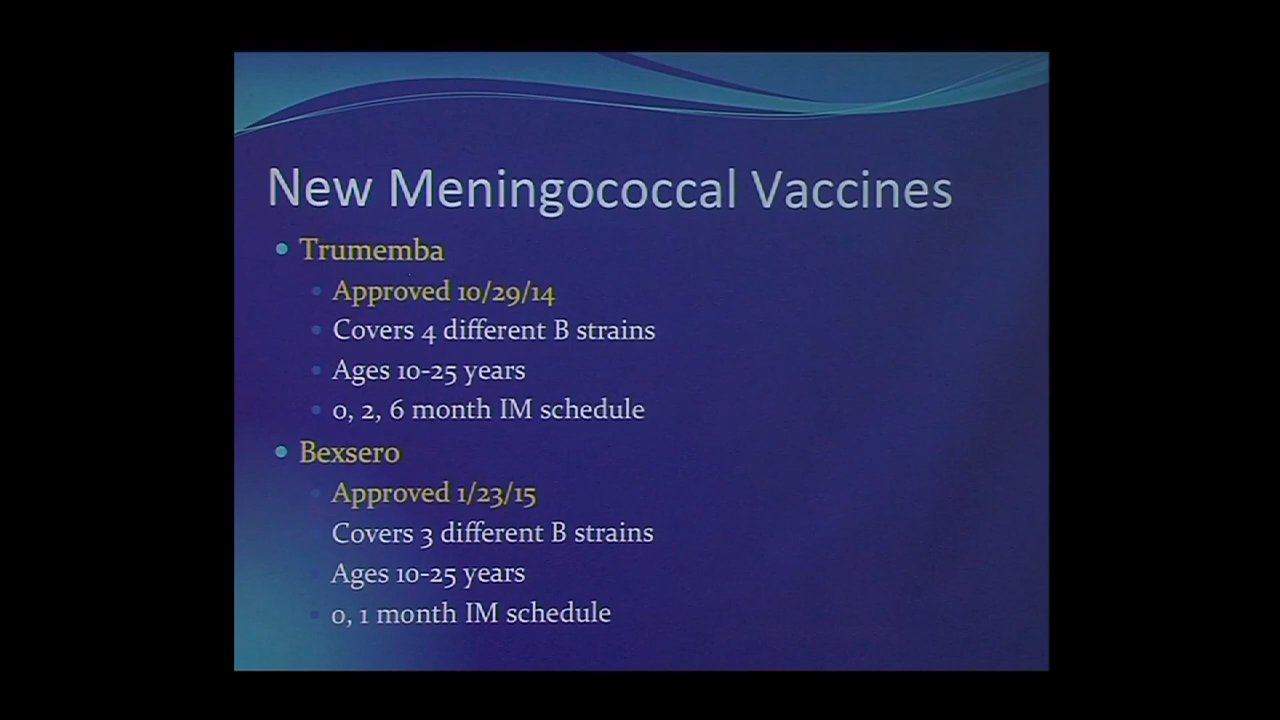 New Meningococcal Vaccines
Trumemba
Approved 10/29/14
Covers 4 different B strains
Ages 10-25 years
0, 2, 6 month IM schedule
Bexsero
Approved 1/23/15
Covers 3 different B strains
Ages 10-25 years
0, 1 month IM schedule